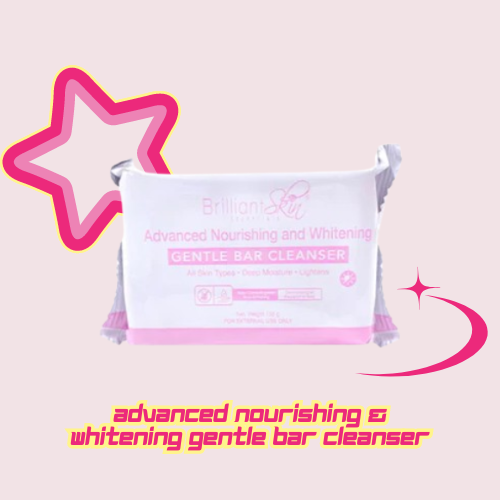 Brilliant Skin
ESSENTIALS
Advanced Nourishing and Whitening
GENTLE BAR CLEANSER
All Skin Types • Deep Moisture • Lightens
FOR EXTERNAL USE ONLY
advanced nourishing &
whitening gentle bar cleanser